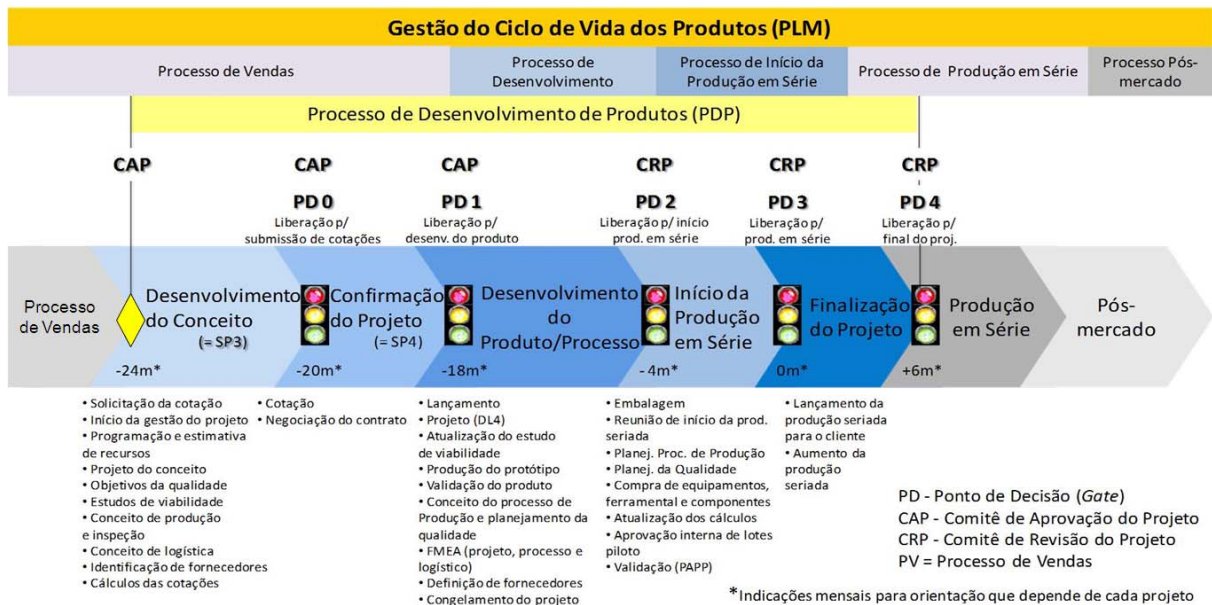 Gestão do Ciclo de Vida dos Produtos (PLM)
Processo de Vendas
Processo de
Desenvolvimento
Processo de Início da
Produção em Série
Processo de Produção em Série
Processo Pós-
mercado
Processo de Desenvolvimento de Produtos (PDP)
CAP
CAP
CAP
CRP
CRP
CRP
PD 0
Liberação p/
submissão de cotações
PD 1
Liberação p/
desenv. do produto
PD 2
Liberação p/ início
prod. em série
PD 3
Liberação p/
prod. em série
PD 4
Liberação p/
final do proj.
Processo
de Vendas
Desenvolvimento
do Conceito
(= SP3)
Confirmação
do Projeto
(= SP4)
Desenvolvimento
do
Produto/Processo
Início da
Produção
em Série
Finalização
do Projeto
Produção
em Série
Pós-
mercado
-24m*
-20m*
-18m*
- 4m*
0m*
+6m*
• Solicitação da cotação
• Início da gestão do projeto
• Programação e estimativa
de recursos
• Projeto do conceito
• Objetivos da qualidade
• Estudos de viabilidade
• Conceito de produção
e inspeção
• Conceito de logística
• Identificação de fornecedores
• Cálculos das cotações
• Cotação
• Negociação do contrato
• Lançamento
• Projeto (DL4)
• Atualização do estudo
de viabilidade
• Produção do protótipo
• Validação do produto
• Conceito do processo de
Produção e planejamento da
qualidade
• FMEA (projeto, processo e
logístico)
• Definição de fornecedores
• Congelamento do projeto
• Embalagem
• Reunião de início da prod.
seriada
• Planej. Proc. de Produção
• Planej. da Qualidade
• Compra de equipamentos,
ferramental e componentes
• Atualização dos cálculos
• Aprovação interna de lotes
piloto
• Validação (PAPP)
• Lançamento da
produção seriada
para o cliente
• Aumento da
produção
seriada
PD - Ponto de Decisão (Gate)
CAP - Comitê de Aprovação do Projeto
CRP - Comitê de Revisão do Projeto
PV = Processo de Vendas
*Indicações mensais para orientação que depende de cada projeto